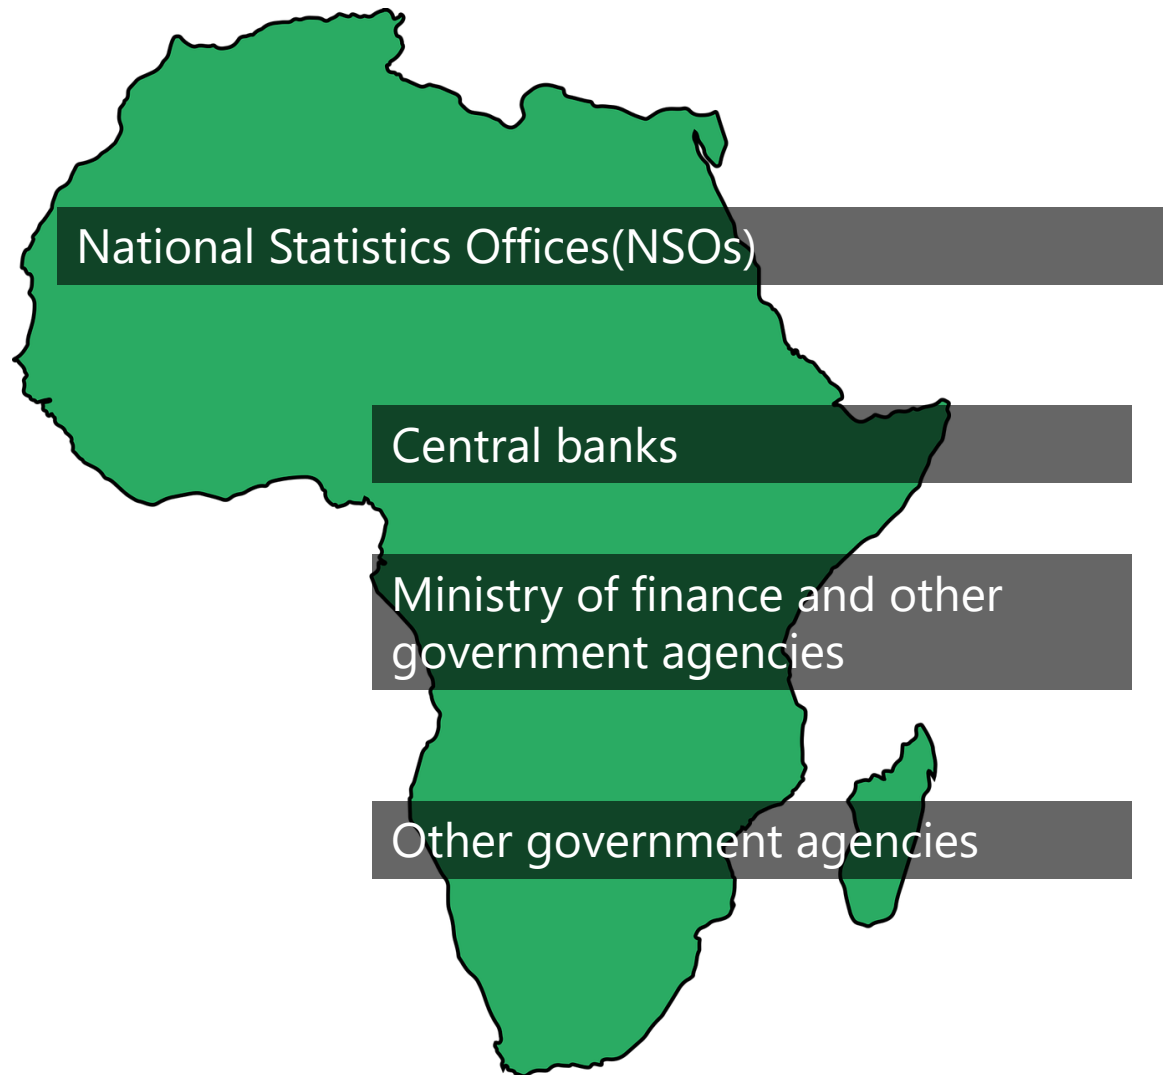 National Statistics Offices(NSOs)
Central banks
Ministry of finance and other
government agencies
Other government agencies